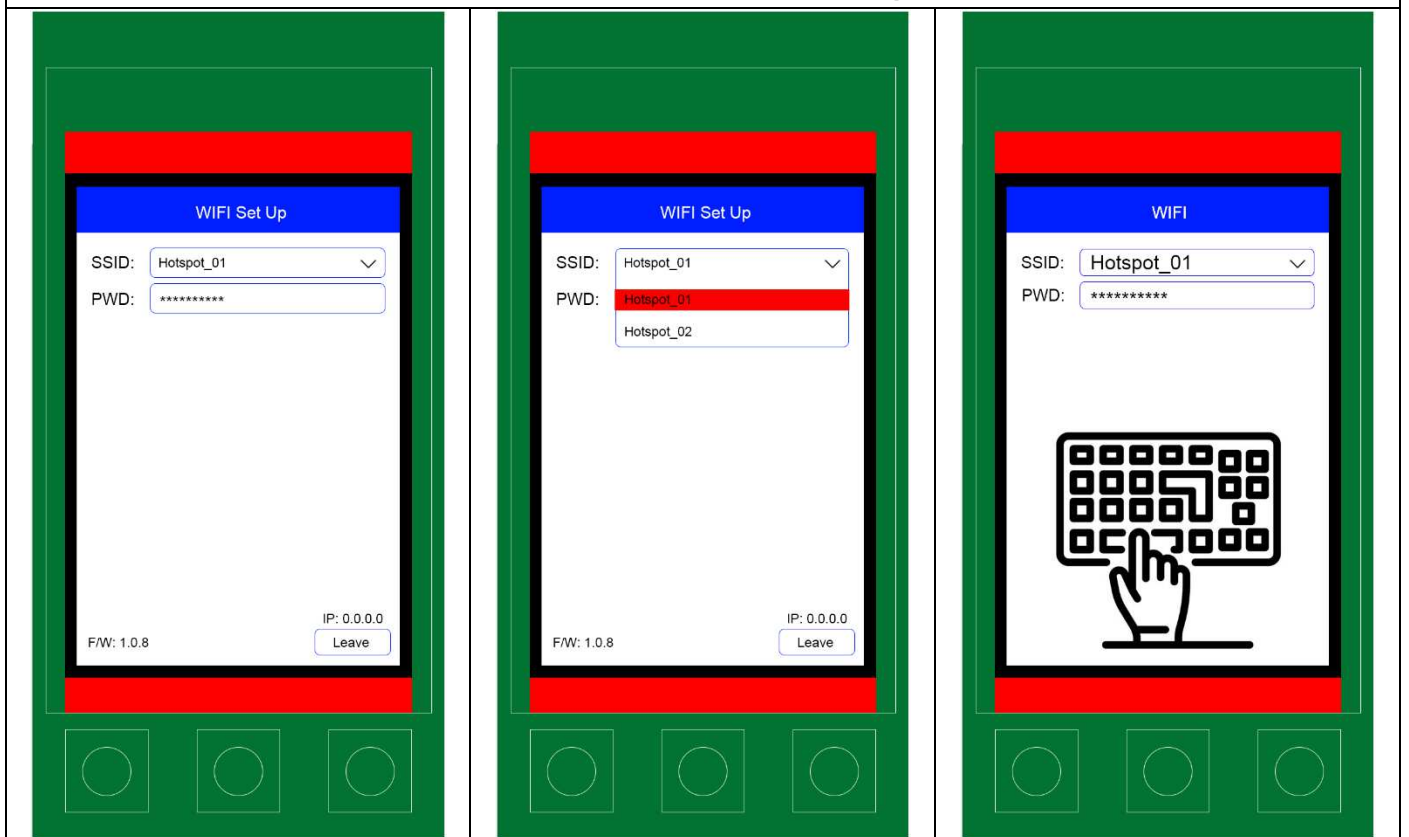 WIFI Set Up
SSID: Hotspot_01
PWD: **********
IP: 0.0.0.0
F/W: 1.0.8 Leave
WIFI Set Up
SSID: Hotspot_01
PWD: Hotspot_01
Hotspot_02
IP: 0.0.0.0
F/W: 1.0.8 Leave
WIFI
SSID: Hotspot_01
PWD: **********